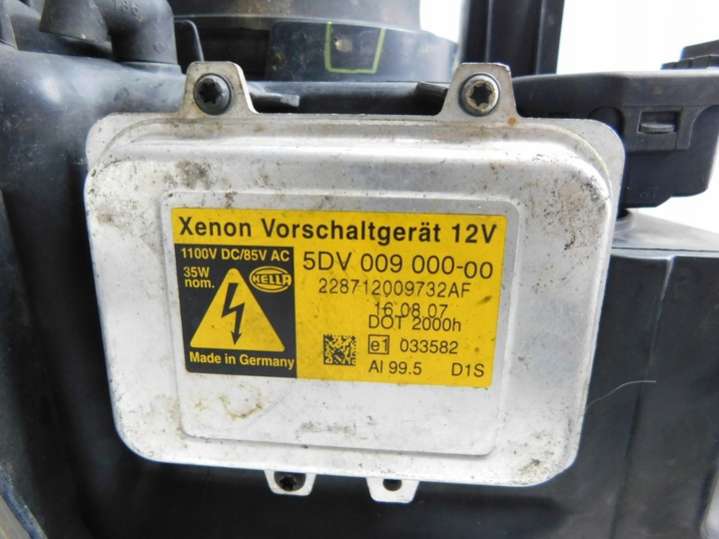 Xenon Vorschaltgerät 12V
1100V DC/85V AC
35W
nom.
HELLA
Made in Germany
5DV 009 000-00
228712009732AF
16.08.07
DOT 2000h
e1 033582
Al 99.5 D1S